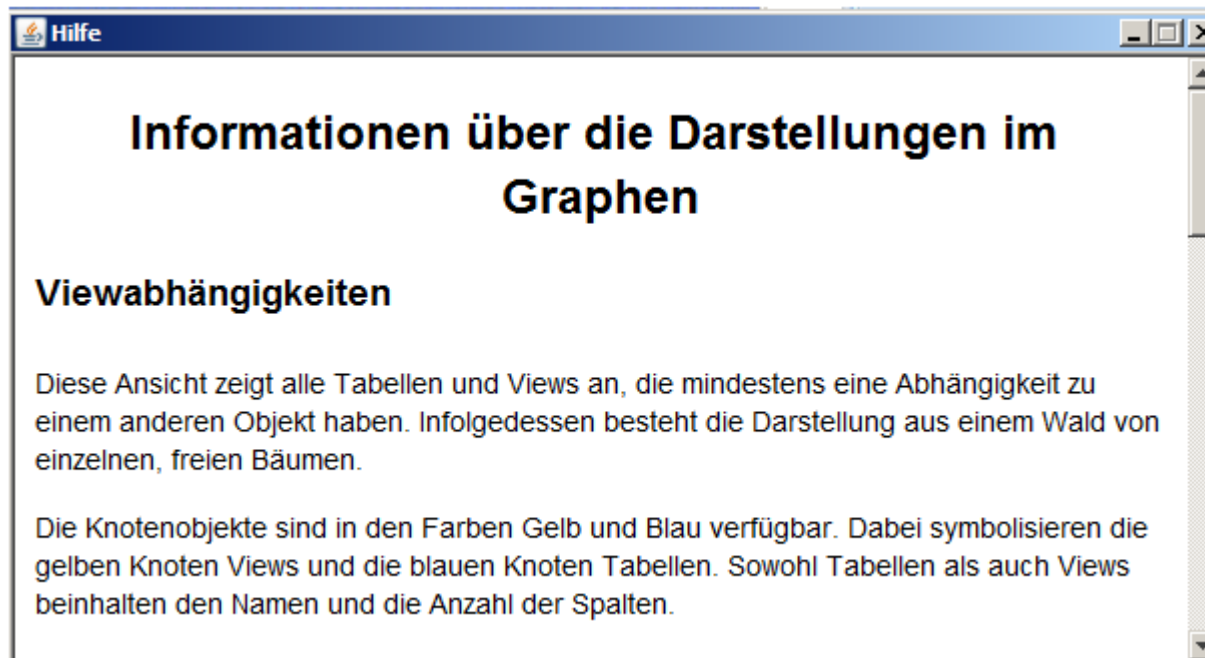 Hilfe
Informationen über die Darstellungen im
Graphen
Viewabhängigkeiten
Diese Ansicht zeigt alle Tabellen und Views an, die mindestens eine Abhängigkeit zu
einem anderen Objekt haben. Infolgedessen besteht die Darstellung aus einem Wald von
einzelnen, freien Bäumen.
Die Knotenobjekte sind in den Farben Gelb und Blau verfügbar. Dabei symbolisieren die
gelben Knoten Views und die blauen Knoten Tabellen. Sowohl Tabellen als auch Views
beinhalten den Namen und die Anzahl der Spalten.